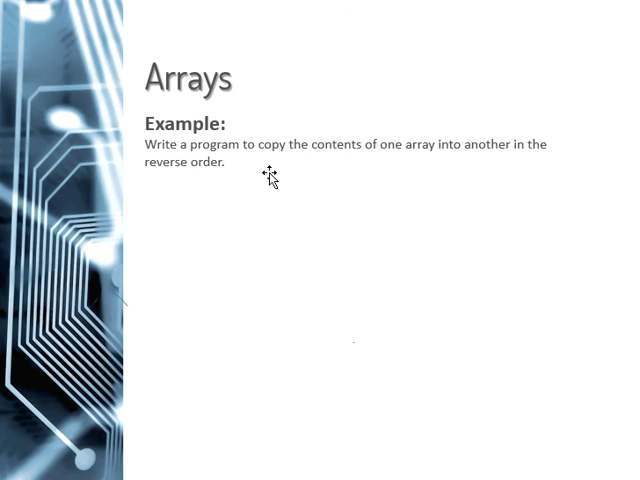 Arrays
Example:
Write a program to copy the contents of one array into another in the
reverse order.